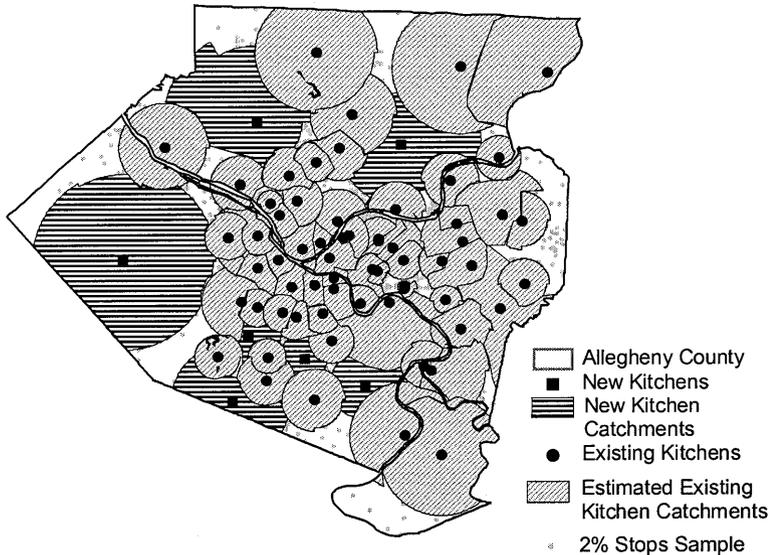 Allegheny County
New Kitchens
New Kitchen
Catchments
Existing Kitchens
Estimated Existing
Kitchen Catchments
2% Stops Sample